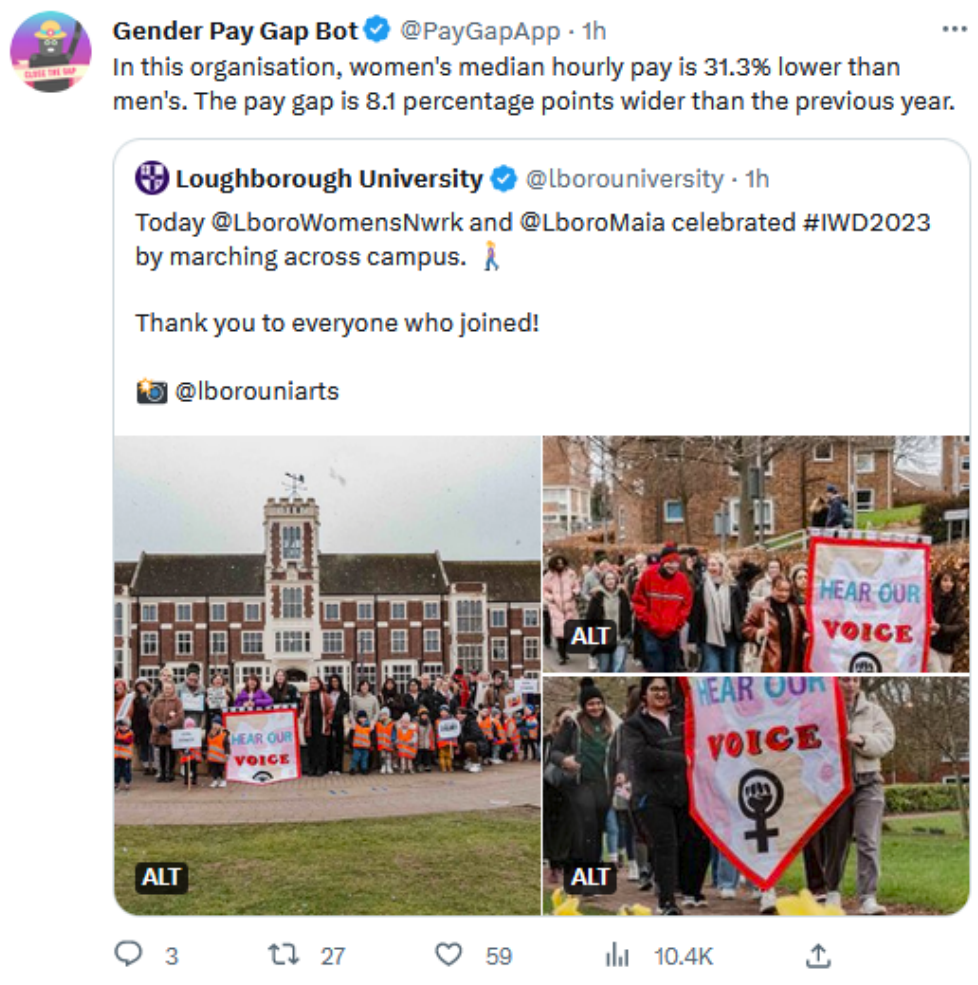 Gender Pay Gap Bot @PayGapApp · 1h
CLOSE THE GAP
In this organisation, women's median hourly pay is 31.3% lower than
men's. The pay gap is 8.1 percentage points wider than the previous year.
Loughborough University @lborouniversity · 1h
Today @LboroWomensNwrk and @LboroMaia celebrated #IWD2023
by marching across campus. 🚶‍♀️
Thank you to everyone who joined!
📸 @lborouniarts
HEAR OUR
VOICE
ALT
HEAR OUR
VOICE
ALT
HEAR OUR
VOICE
ALT
3 27 59 10.4K